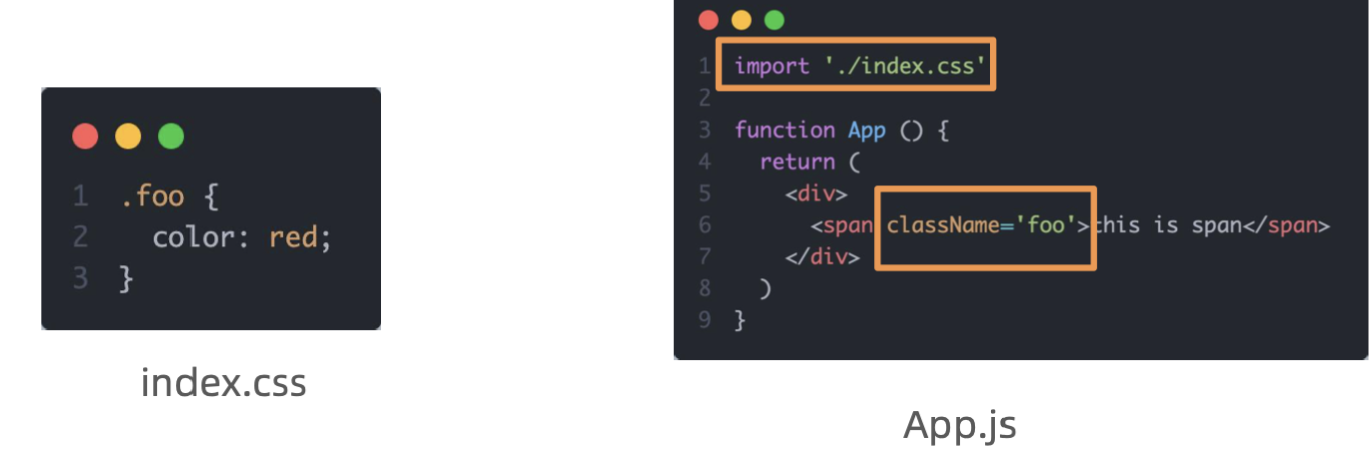 1 .foo {
2 color: red;
3 }
index.css
1 import './index.css'
2
3 function App () {
4 return (
5 <div>
6 <span className='foo'>this is span</span>
7 </div>
8 )
9 }
App.js